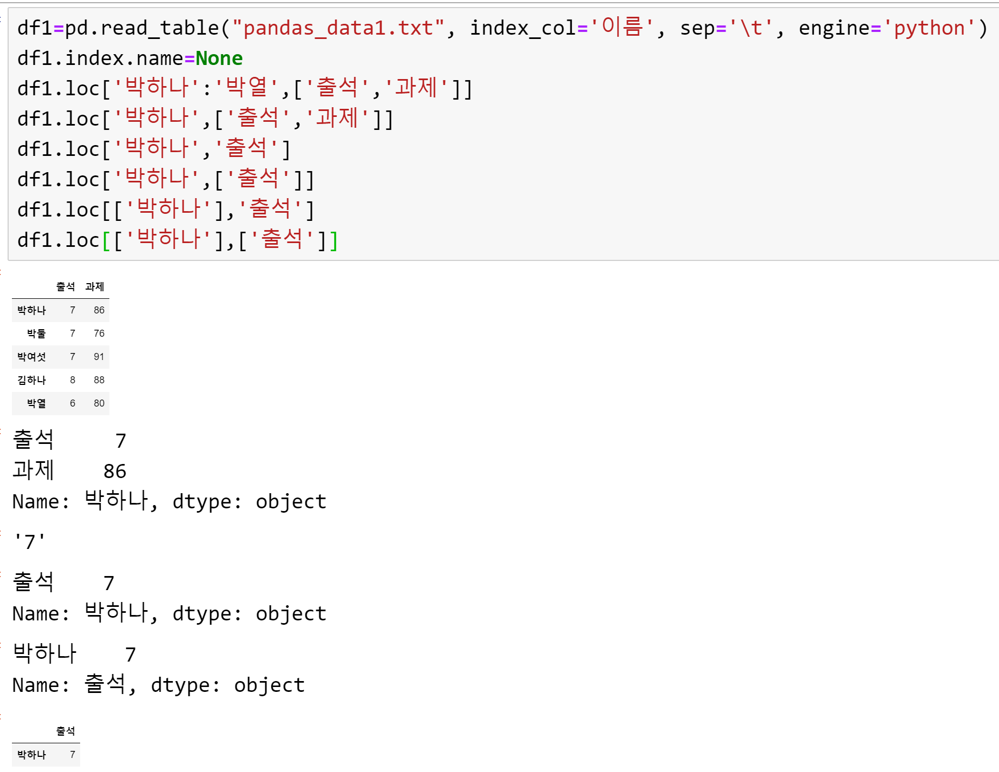 df1=pd.read_table("pandas_data1.txt", index_col='이름', sep='\t', engine='python')
df1.index.name=None
df1.loc['박하나':'박열',['출석','과제']]
df1.loc['박하나',['출석','과제']]
df1.loc['박하나','출석']
df1.loc['박하나',['출석']]
df1.loc[['박하나'],'출석']
df1.loc[['박하나'],['출석']]
출석 과제
박하나 7 86
박둘 7 76
박여섯 7 91
김하나 8 88
박열 6 80
출석 7
과제 86
Name: 박하나, dtype: object
'7'
출석 7
Name: 박하나, dtype: object
박하나 7
Name: 출석, dtype: object
출석
박하나 7